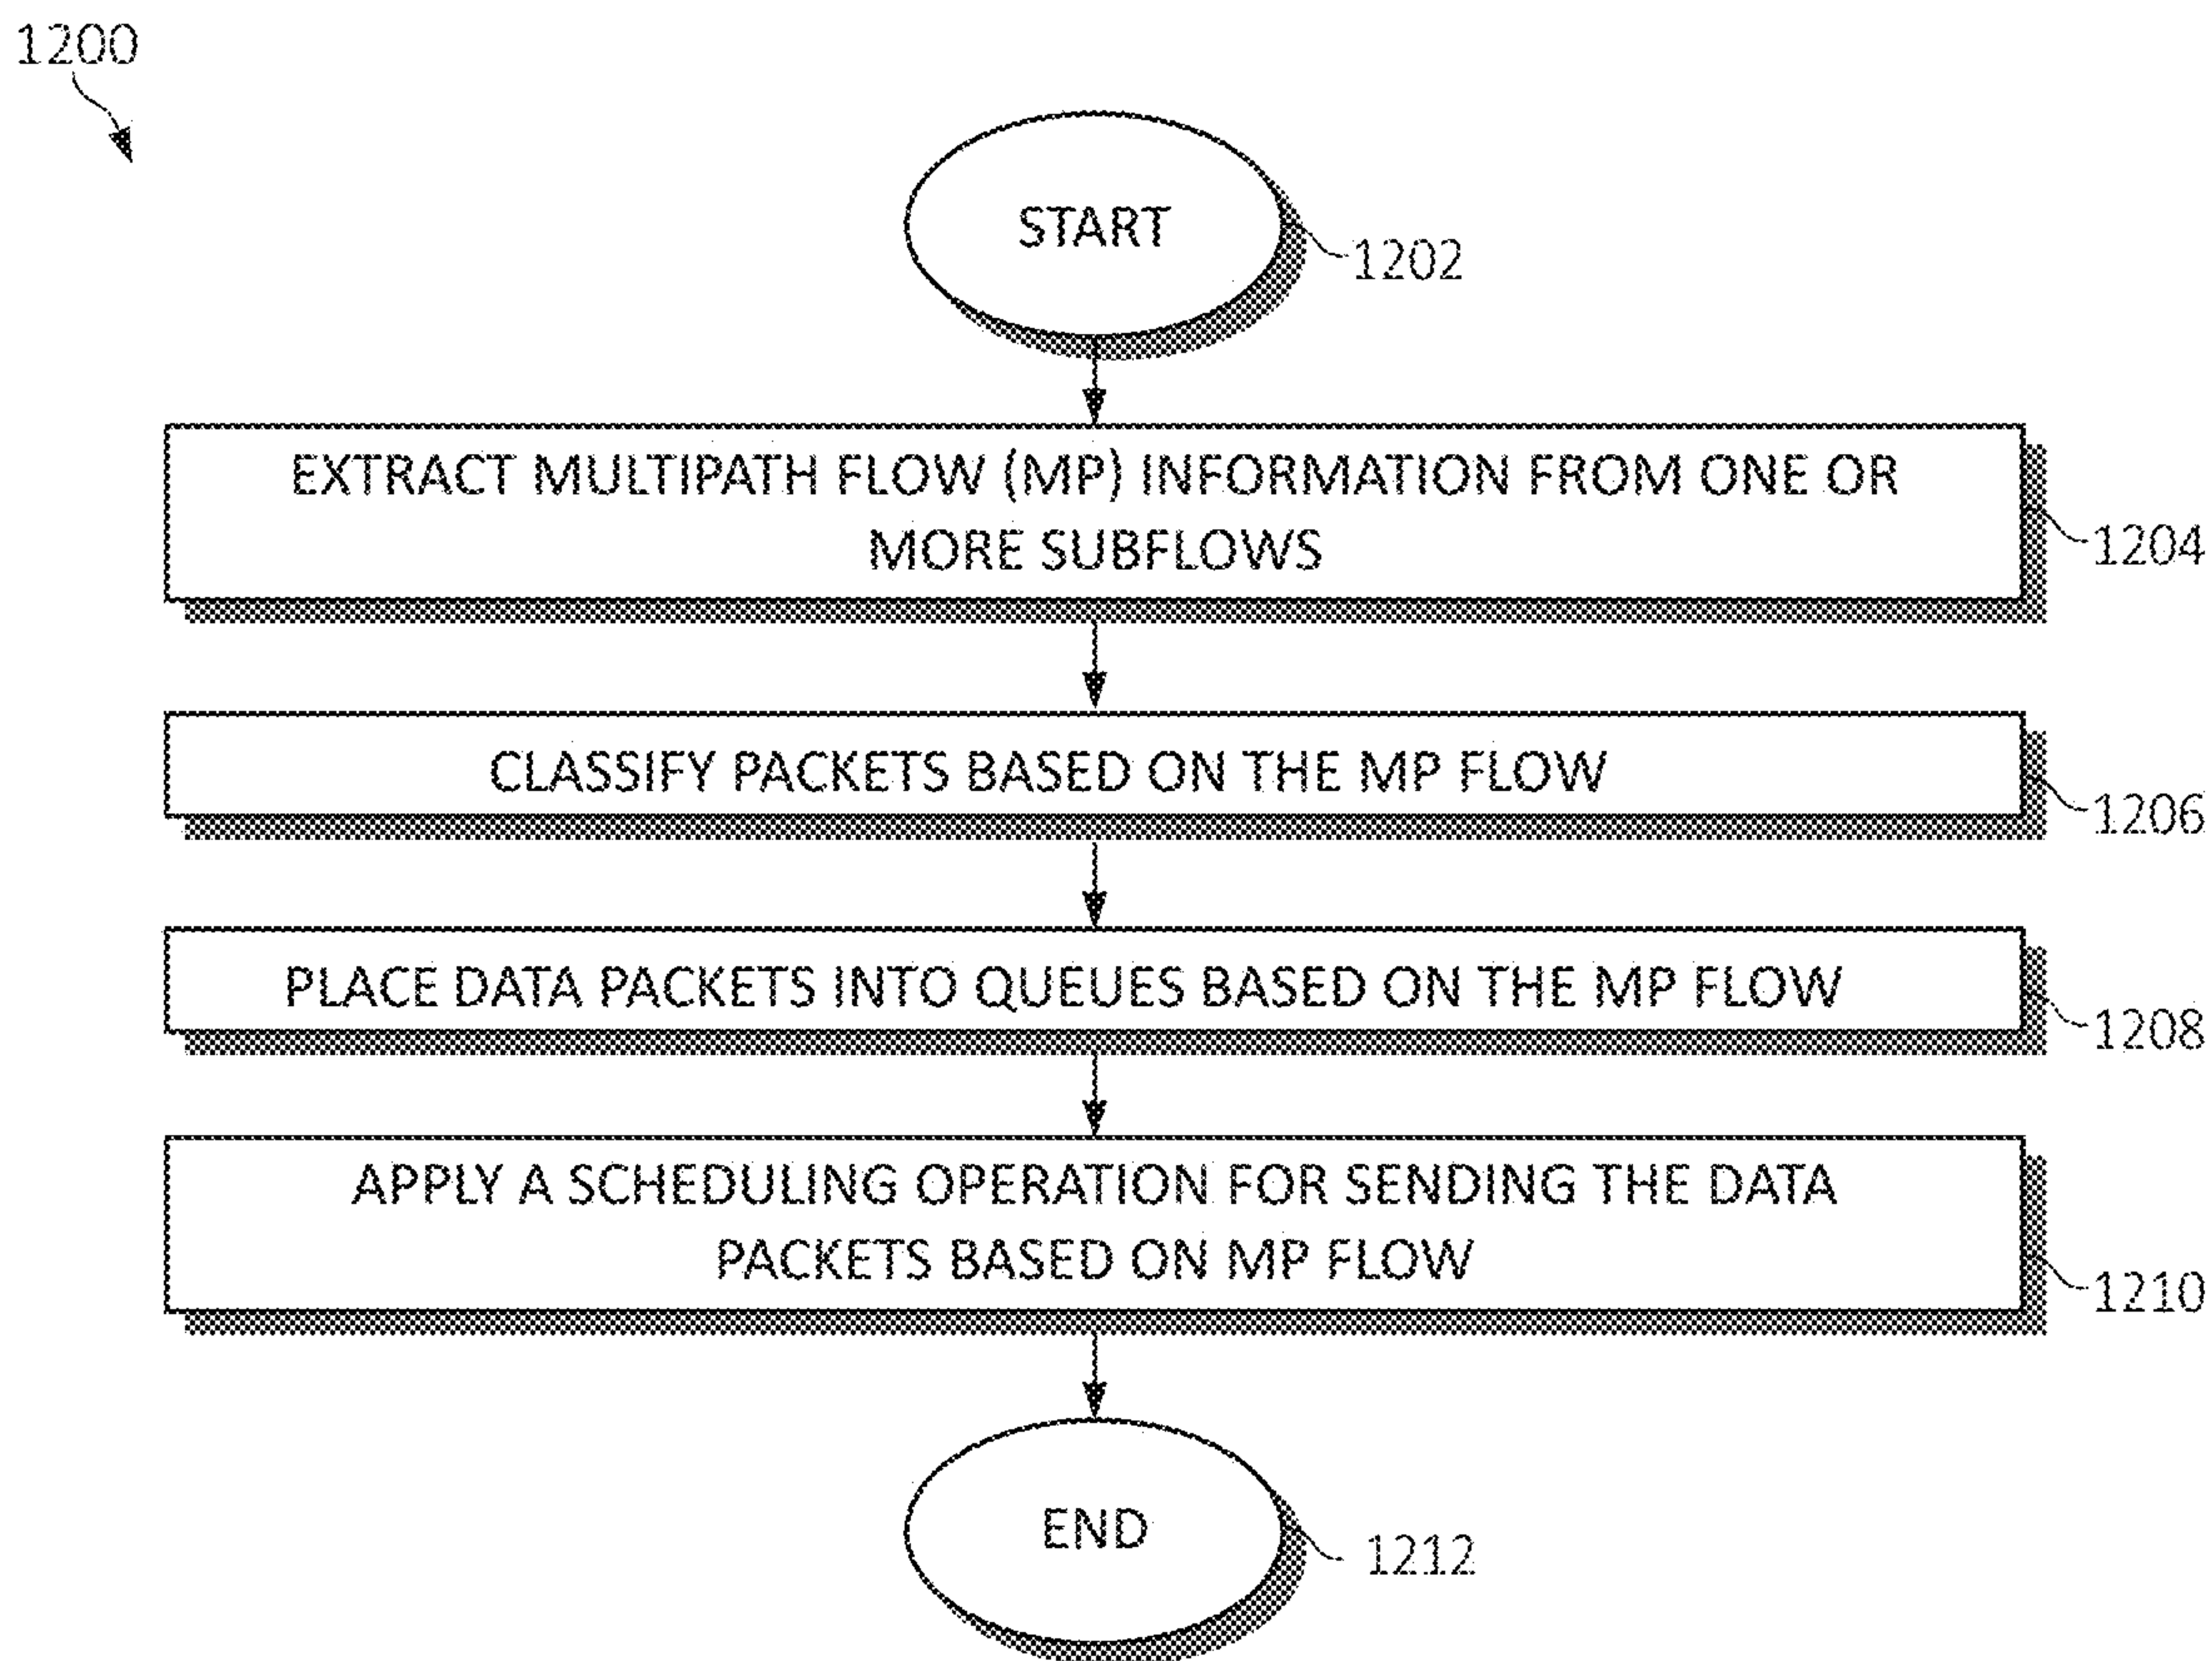 1200
START
1202
EXTRACT MULTIPATH FLOW (MP) INFORMATION FROM ONE OR
MORE SUBFLOWS
1204
CLASSIFY PACKETS BASED ON THE MP FLOW
1206
PLACE DATA PACKETS INTO QUEUES BASED ON THE MP FLOW
1208
APPLY A SCHEDULING OPERATION FOR SENDING THE DATA
PACKETS BASED ON MP FLOW
1210
END
1212